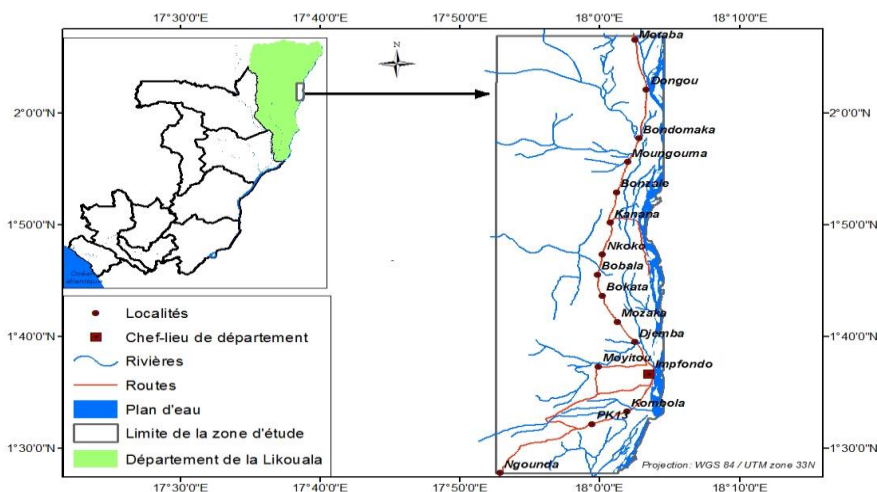 17°30'0"E
17°40'0"E
17°50'0"E
18°0'0"E
18°10'0"E
N
2°0'0"N
1°50'0"N
1°40'0"N
1°30'0"N
Océan
atlantique
Localités
Chef-lieu de département
Rivières
Routes
Plan d'eau
Limite de la zone d'étude
Département de la Likouala
Motaba
Dongou
Bondomaka
Moungouma
Bonzale
Kanana
Nkoko
Bobala
Bokata
Mozaka
Djemba
Moyitou
Impfondo
Kombola
PK13
Ngounda
Projection: WGS 84 / UTM zone 33N
2°0'0"N
1°50'0"N
1°40'0"N
1°30'0"N
17°30'0"E
17°40'0"E
17°50'0"E
18°0'0"E
18°10'0"E